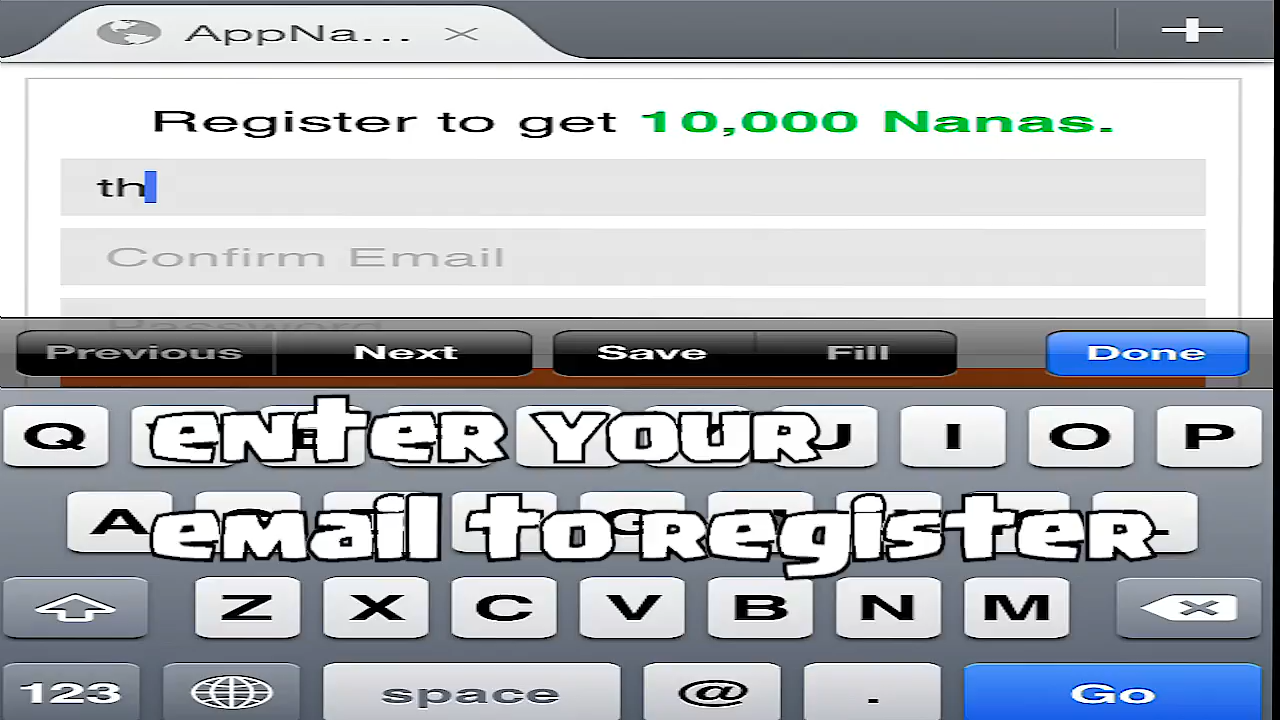 AppNa...
Register to get 10,000 Nanas.
th
Confirm Email
Password
Previous Next Save Fill Done
Q I O P
enter your
A
email to register
Z X C V B N M
123 space @ . Go